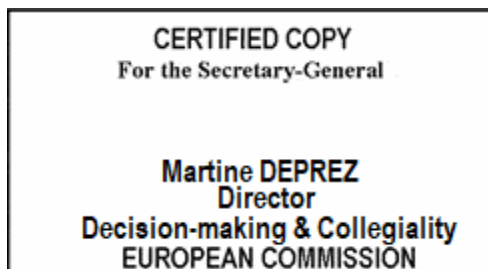 CERTIFIED COPY
For the Secretary-General
Martine DEPREZ
Director
Decision-making & Collegiality
EUROPEAN COMMISSION